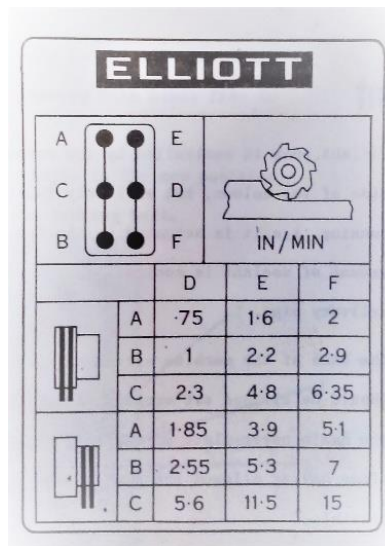 ELLIOTT
A E
C D
B F
IN/MIN
D E F
A ·75 1·6 2
B 1 2·2 2·9
C 2·3 4·8 6·35
A 1·85 3·9 5·1
B 2·55 5·3 7
C 5·6 11·5 15